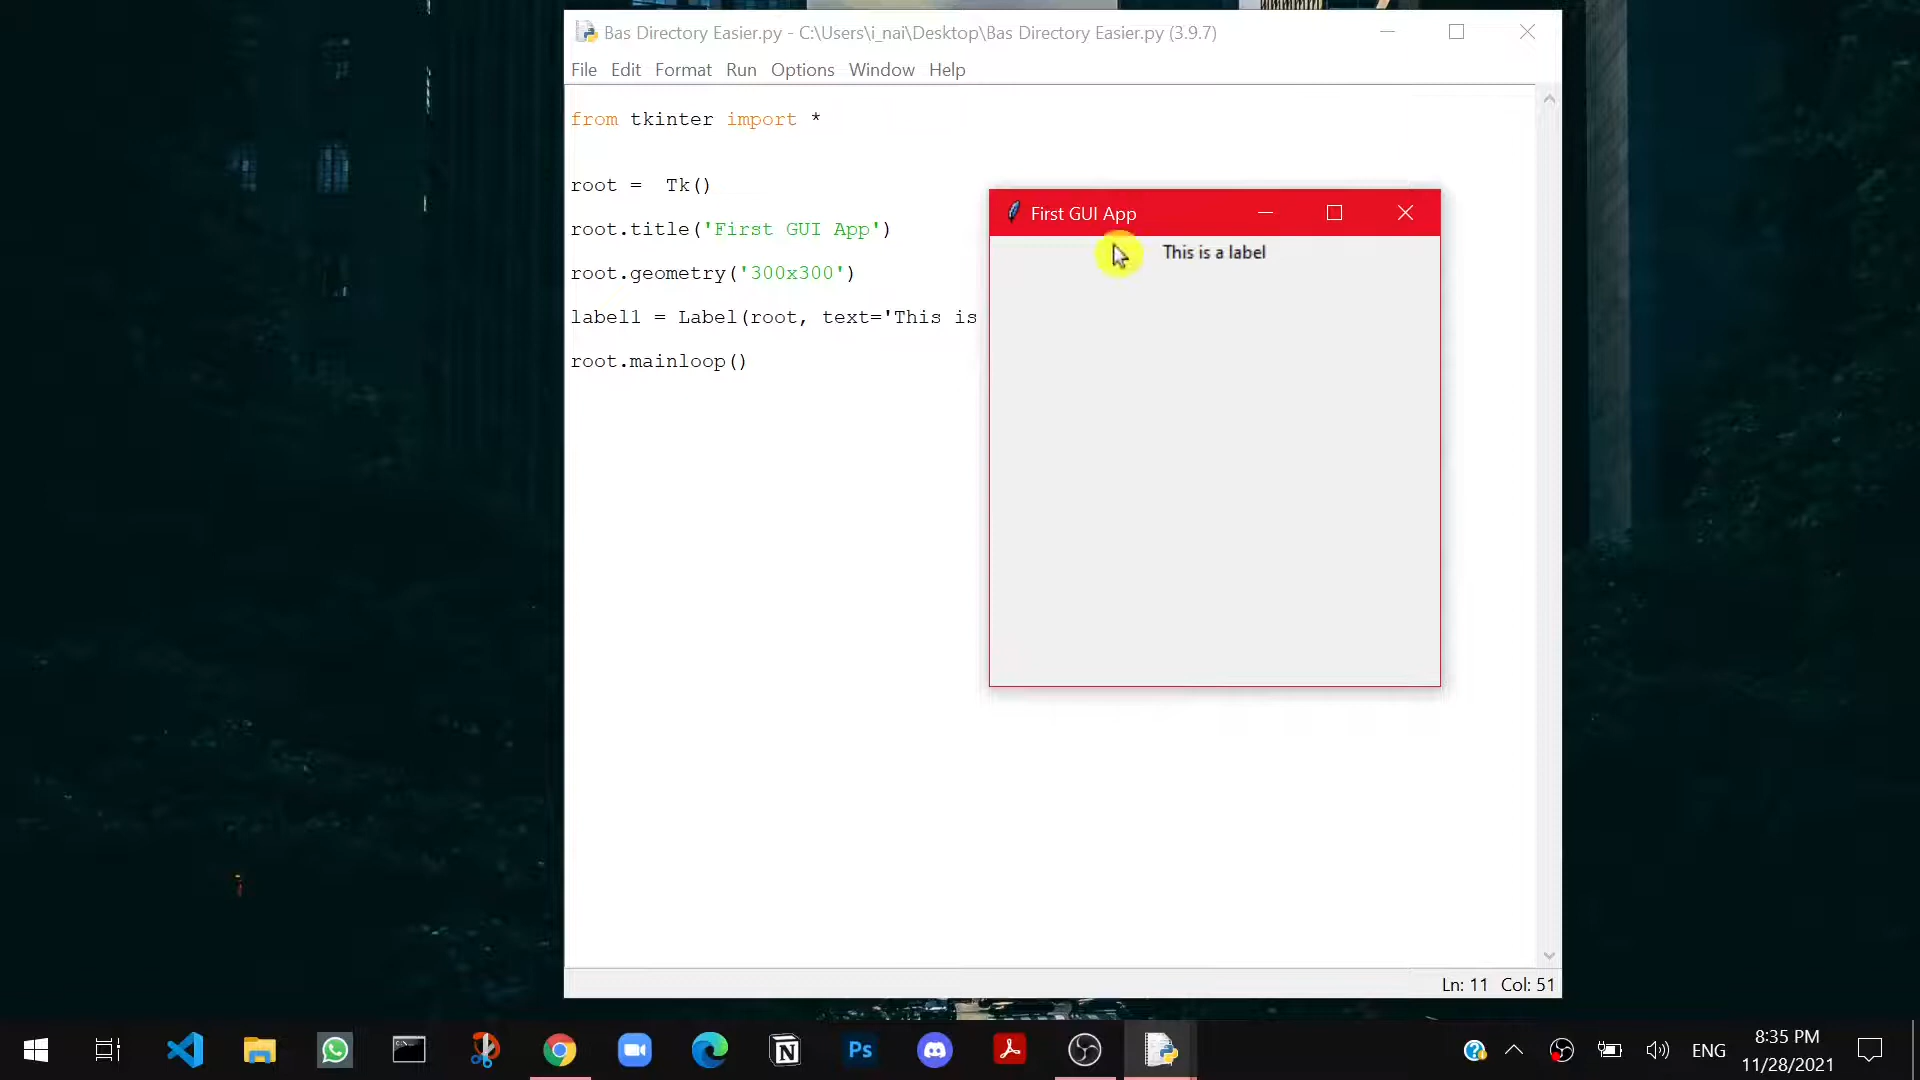 Bas Directory Easier.py - C:\Users\i_nai\Desktop\Bas Directory Easier.py (3.9.7)
File Edit Format Run Options Window Help
from tkinter import *
root =  Tk()
root.title('First GUI App')
root.geometry('300x300')
label1 = Label(root, text='This is
root.mainloop()
First GUI App
This is a label
Ln: 11 Col: 51
N
Ps
ENG
8:35 PM
11/28/2021